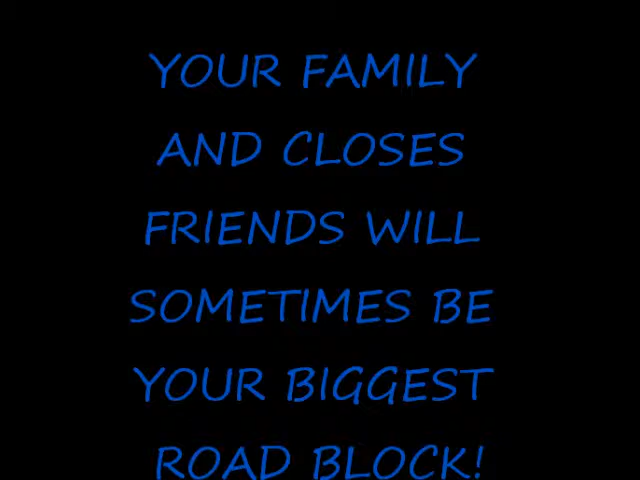 YOUR FAMILY
AND CLOSES
FRIENDS WILL
SOMETIMES BE
YOUR BIGGEST
ROAD BLOCK!